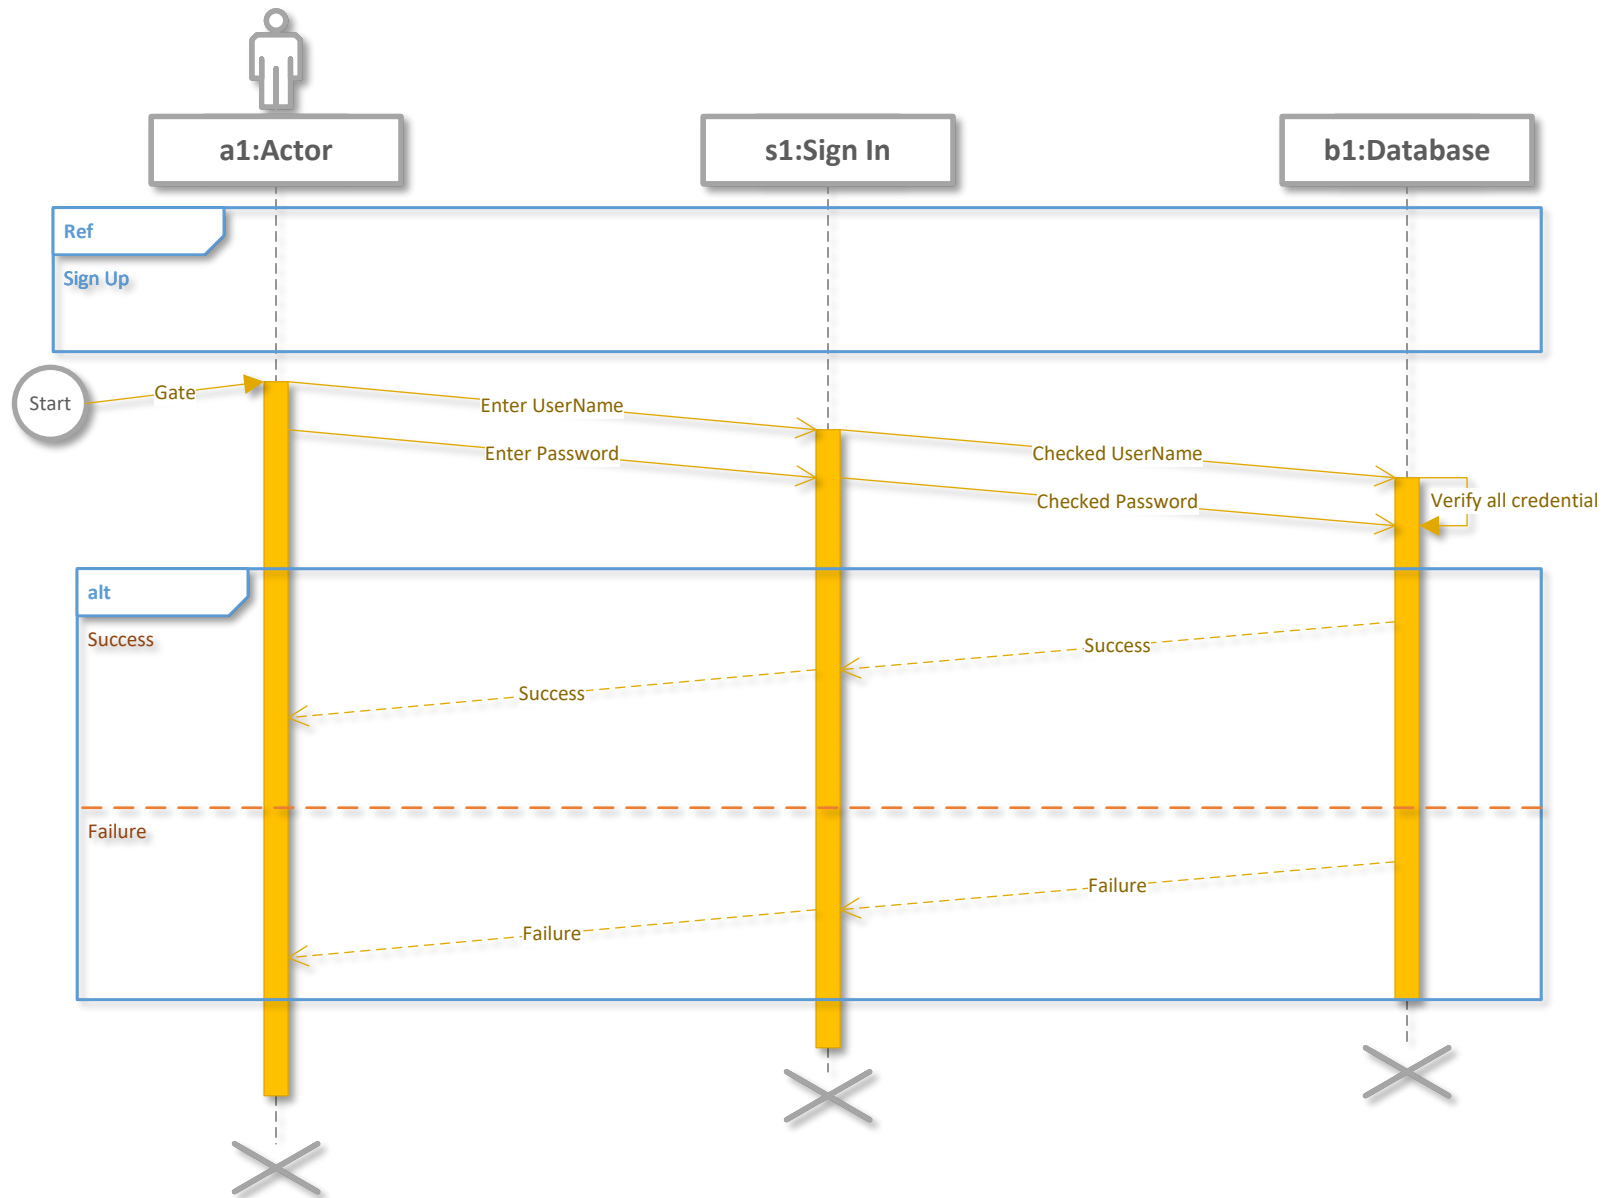 a1:Actor
s1:Sign In
b1:Database
Ref
Sign Up
Start
Gate
Enter UserName
Enter Password
Checked UserName
Checked Password
Verify all credential
alt
Success
Success
Success
Failure
Failure
Failure